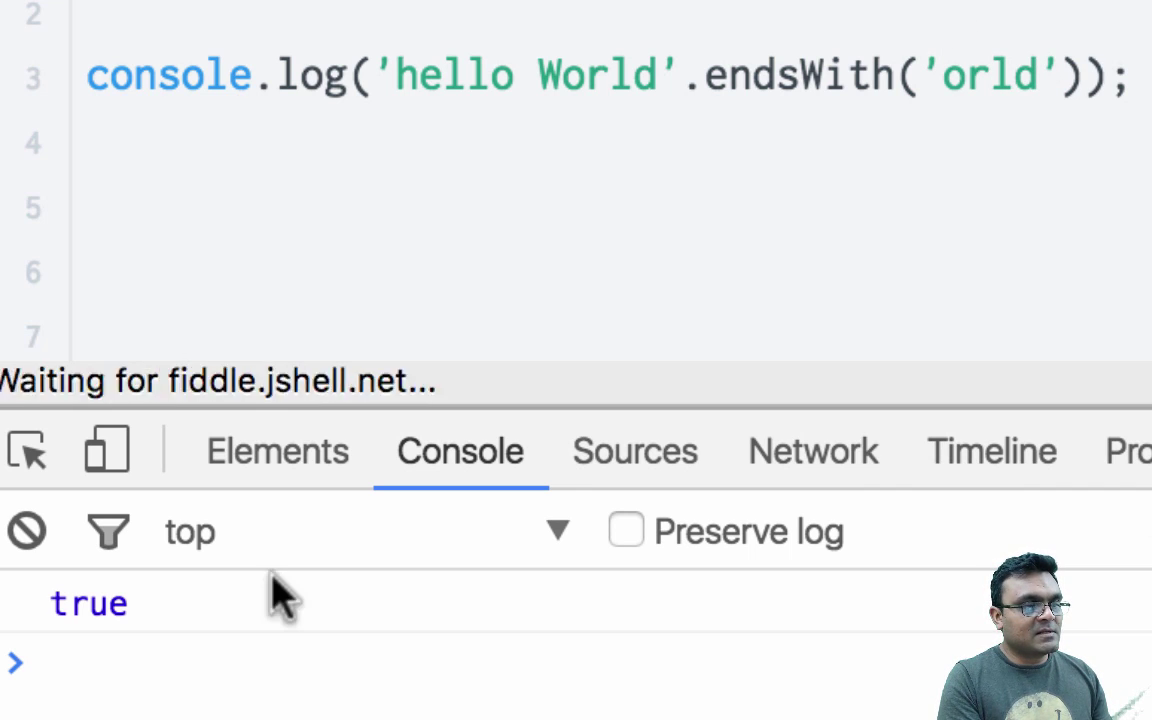 2
3 console.log('hello World'.endsWith('orld'));
4
5
6
7
Waiting for fiddle.jshell.net...
Elements Console Sources Network Timeline Pro
top Preserve log
true